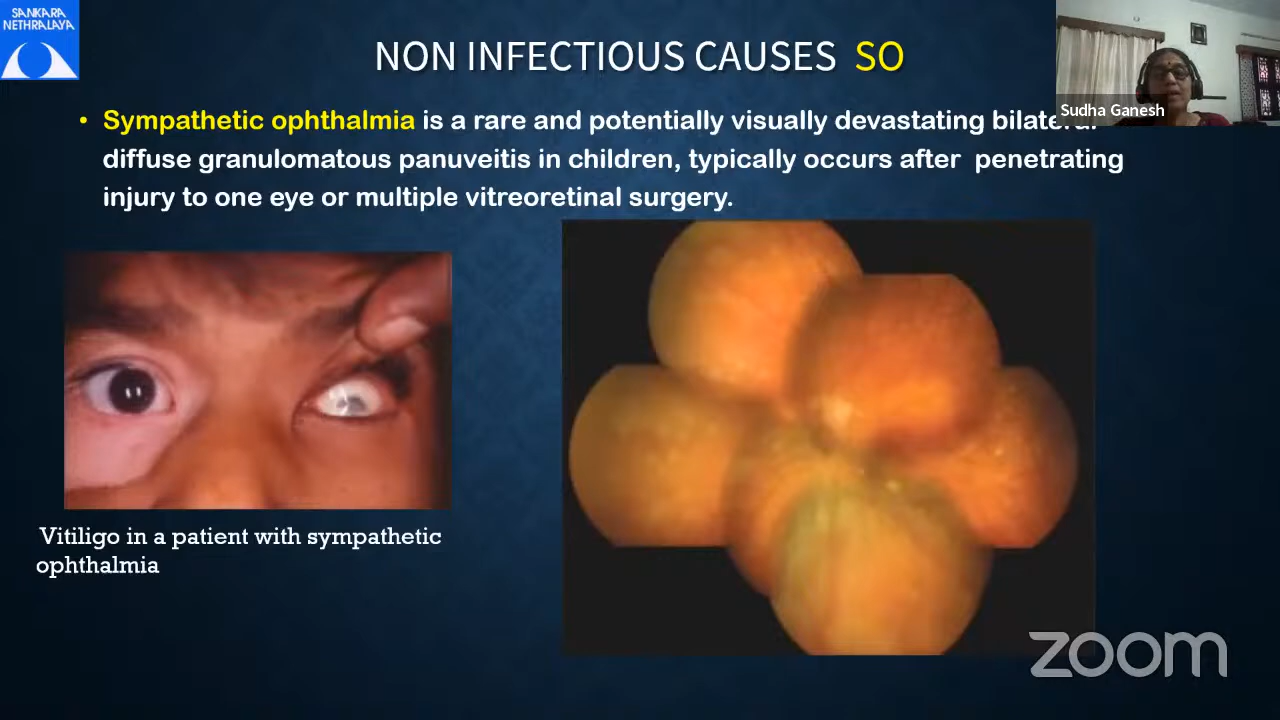 SANKARA
NETHRALAYA
NON INFECTIOUS CAUSES SO
Sudha Ganesh
• Sympathetic ophthalmia is a rare and potentially visually devastating bilateral
diffuse granulomatous panuveitis in children, typically occurs after penetrating
injury to one eye or multiple vitreoretinal surgery.
Vitiligo in a patient with sympathetic
ophthalmia
zoom